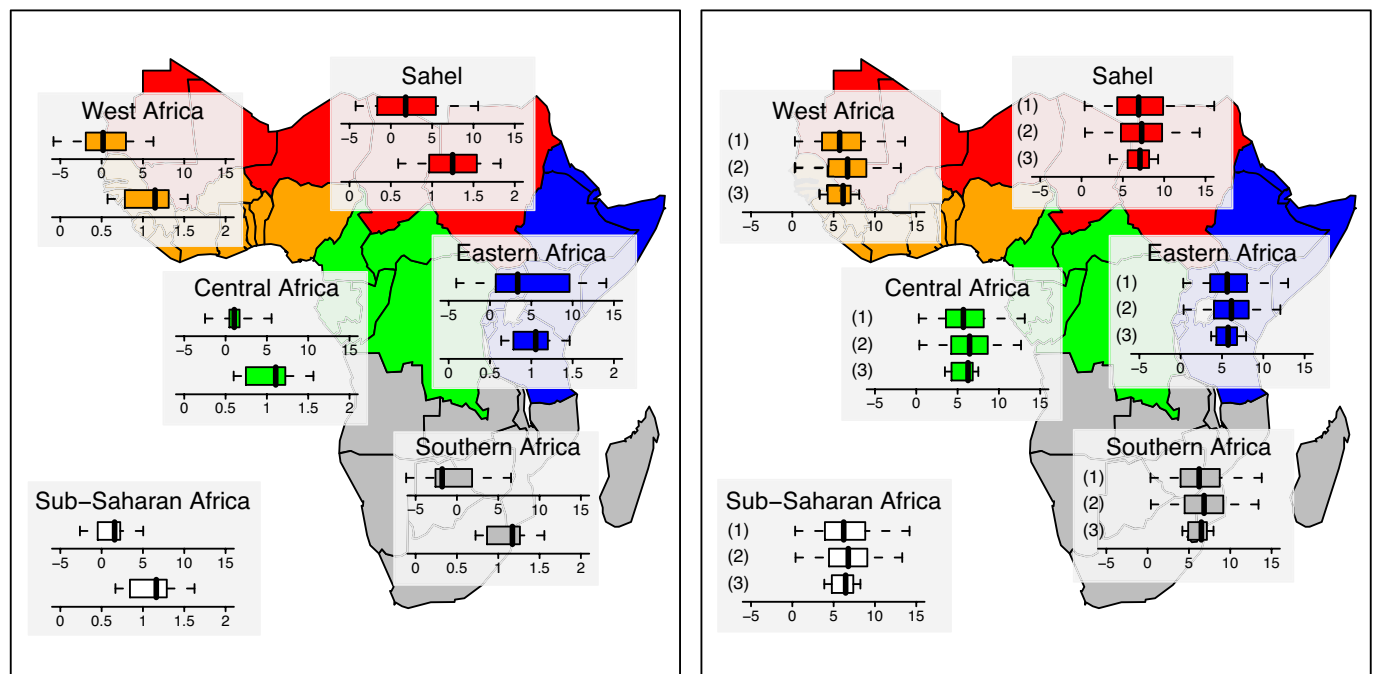 Sahel
−5 0 5 10 15
0 0.5 1 1.5 2
West Africa
−5 0 5 10 15
0 0.5 1 1.5 2
Eastern Africa
−5 0 5 10 15
0 0.5 1 1.5 2
Central Africa
−5 0 5 10 15
0 0.5 1 1.5 2
Southern Africa
−5 0 5 10 15
0 0.5 1 1.5 2
Sub−Saharan Africa
−5 0 5 10 15
0 0.5 1 1.5 2
Sahel
(1)
(2)
(3)
−5 0 5 10 15
West Africa
(1)
(2)
(3)
−5 0 5 10 15
Eastern Africa
(1)
(2)
(3)
−5 0 5 10 15
Central Africa
(1)
(2)
(3)
−5 0 5 10 15
Southern Africa
(1)
(2)
(3)
−5 0 5 10 15
Sub−Saharan Africa
(1)
(2)
(3)
−5 0 5 10 15